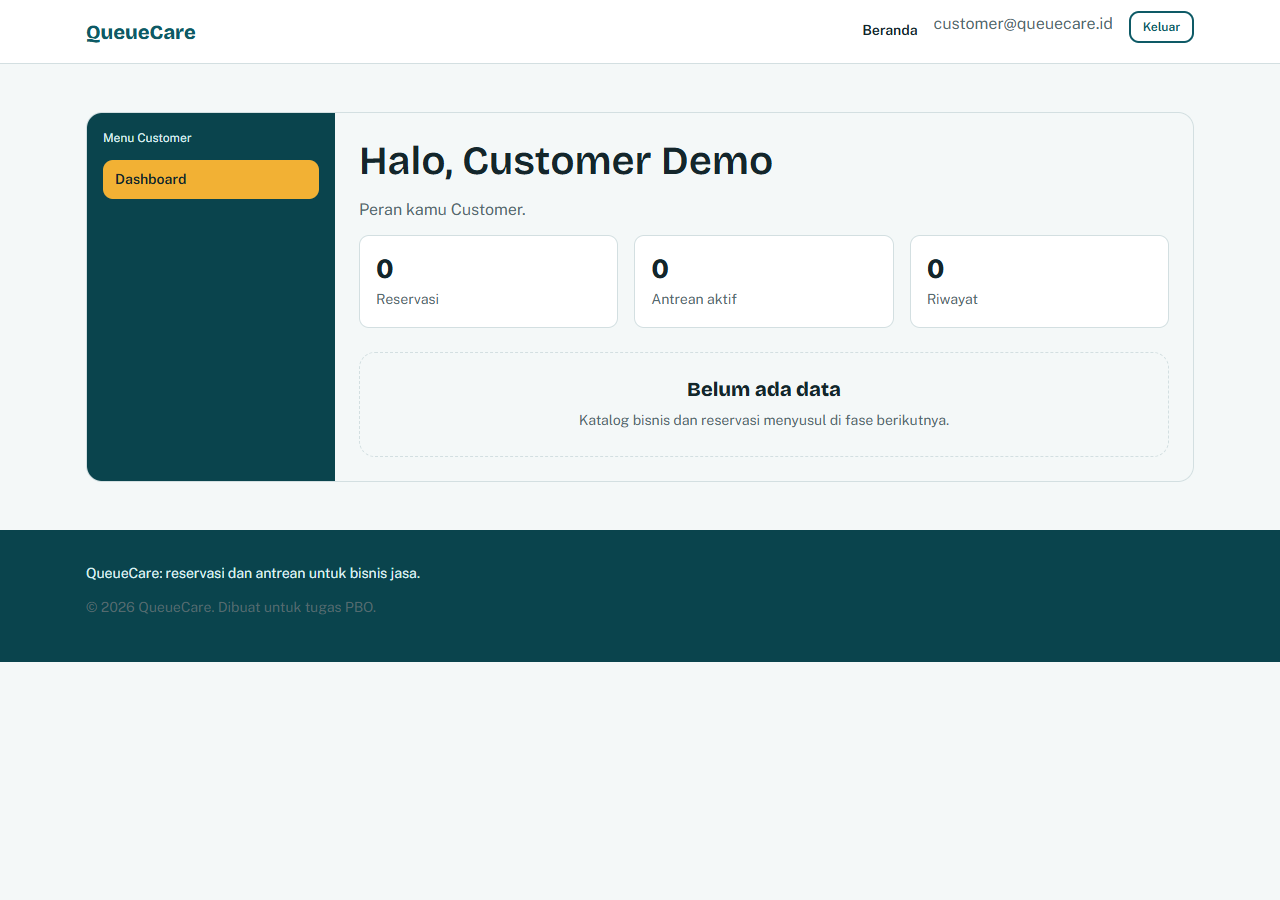 QueueCare
Beranda
customer@queuecare.id
Keluar
Menu Customer
Dashboard
Halo, Customer Demo
Peran kamu Customer.
0
Reservasi
0
Antrean aktif
0
Riwayat
Belum ada data
Katalog bisnis dan reservasi menyusul di fase berikutnya.
QueueCare: reservasi dan antrean untuk bisnis jasa.
© 2026 QueueCare. Dibuat untuk tugas PBO.